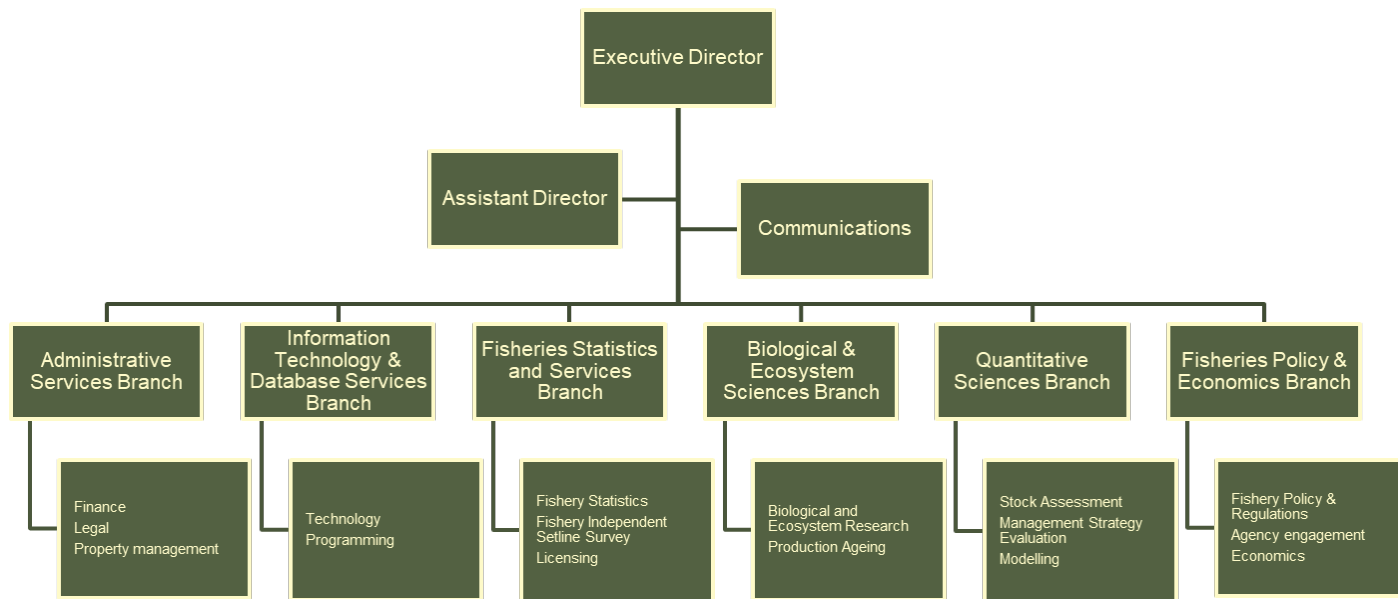 Executive Director
Assistant Director
Communications
Administrative
Services Branch
Information
Technology &
Database Services
Branch
Fisheries Statistics
and Services
Branch
Biological &
Ecosystem
Sciences Branch
Quantitative
Sciences Branch
Fisheries Policy &
Economics Branch
Finance
Legal
Property management
Technology
Programming
Fishery Statistics
Fishery Independent
Setline Survey
Licensing
Biological and
Ecosystem Research
Production Ageing
Stock Assessment
Management Strategy
Evaluation
Modelling
Fishery Policy &
Regulations
Agency engagement
Economics